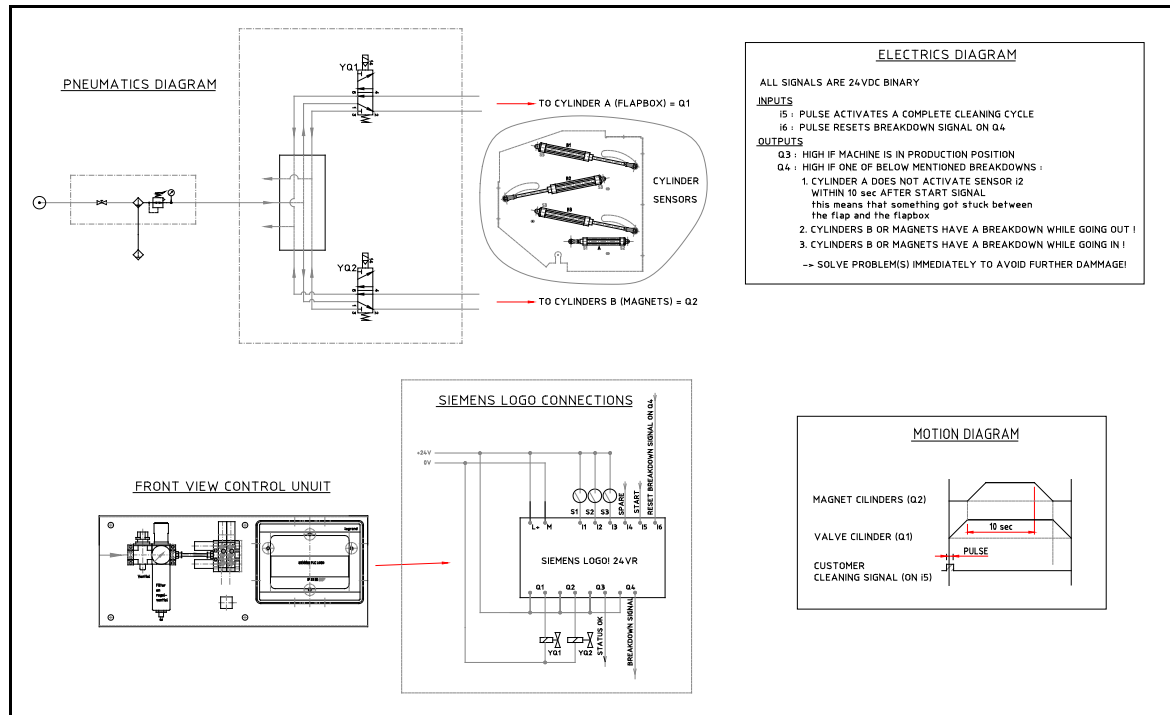 PNEUMATICS DIAGRAM
YQ1
TO CYLINDER A (FLAPBOX) = Q1
YQ2
TO CYLINDERS B (MAGNETS) = Q2
B1
B2
B3
A
CYLINDER
SENSORS
ELECTRICS DIAGRAM
ALL SIGNALS ARE 24VDC BINARY
INPUTS
i5 : PULSE ACTIVATES A COMPLETE CLEANING CYCLE
i6 : PULSE RESETS BREAKDOWN SIGNAL ON Q4
OUTPUTS
Q3 : HIGH IF MACHINE IS IN PRODUCTION POSITION
Q4 : HIGH IF ONE OF BELOW MENTIONED BREAKDOWNS :
1. CYLINDER A DOES NOT ACTIVATE SENSOR i2
WITHIN 10 sec AFTER START SIGNAL
this means that something got stuck between
the flap and the flapbox
2. CYLINDERS B OR MAGNETS HAVE A BREAKDOWN WHILE GOING OUT !
3. CYLINDERS B OR MAGNETS HAVE A BREAKDOWN WHILE GOING IN !
-> SOLVE PROBLEM(S) IMMEDIATELY TO AVOID FURTHER DAMMAGE!
FRONT VIEW CONTROL UNUIT
legrand
Ventiel
Filter
en
SIEMENS LOGO CONNECTIONS
+24V
0V
S1 S2 S3
SPARE
START
RESET BREAKDOWN SIGNAL ON Q4
L+ M I1 I2 I3 I4 I5 I6
SIEMENS LOGO! 24VR
Q1 Q2 Q3 Q4
YQ1
YQ2
STATUS OK
BREAKDOWN SIGNAL
MOTION DIAGRAM
MAGNET CILINDERS (Q2)
10 sec
VALVE CILINDER (Q1)
PULSE
CUSTOMER
CLEANING SIGNAL (ON i5)